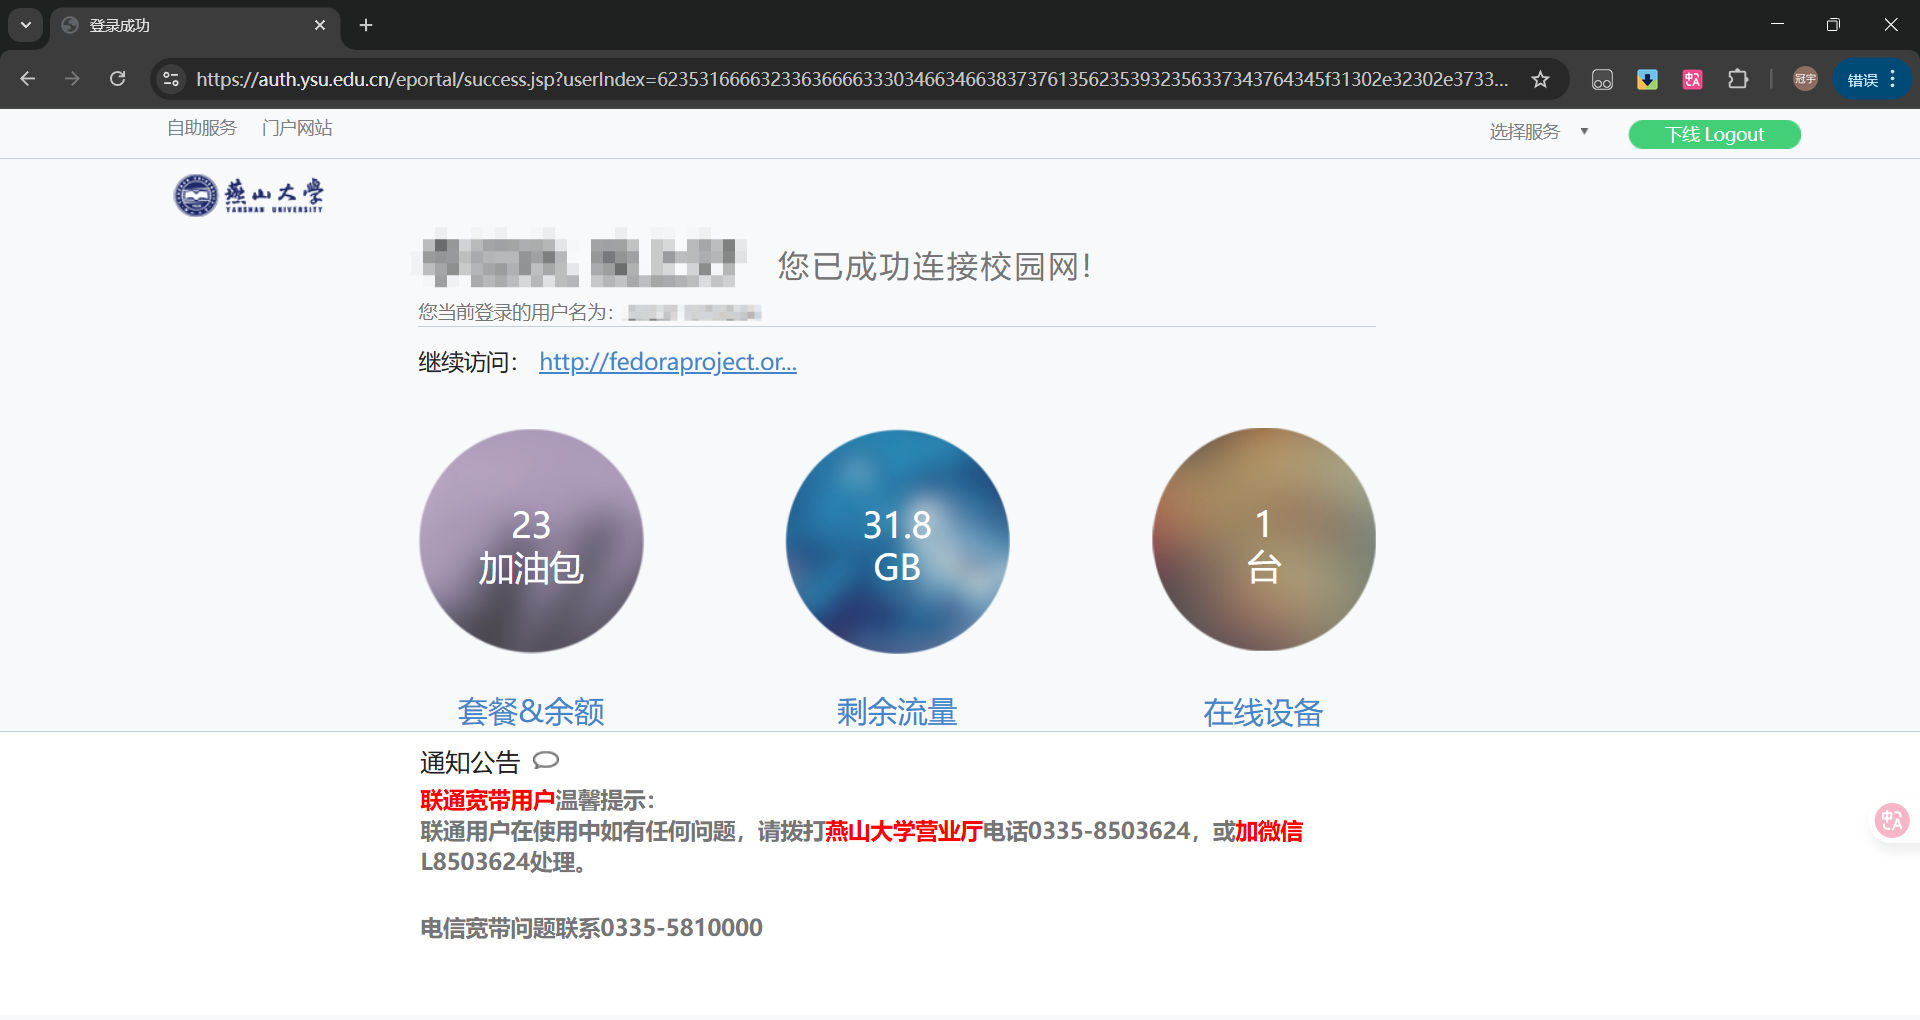 登录成功
https://auth.ysu.edu.cn/eportal/success.jsp?userIndex=62353166663233636666333034663466383737613562353932356337343764345f31302e32302e3733...
冠宇
错误
自助服务 门户网站
选择服务
下线 Logout
燕山大学
YANSHAN UNIVERSITY
您已成功连接校园网!
您当前登录的用户名为:
继续访问: http://fedoraproject.or...
23
加油包
31.8
GB
1
台
套餐&余额
剩余流量
在线设备
通知公告
联通宽带用户温馨提示:
联通用户在使用中如有任何问题, 请拨打燕山大学营业厅电话0335-8503624, 或加微信
L8503624处理。
电信宽带问题联系0335-5810000